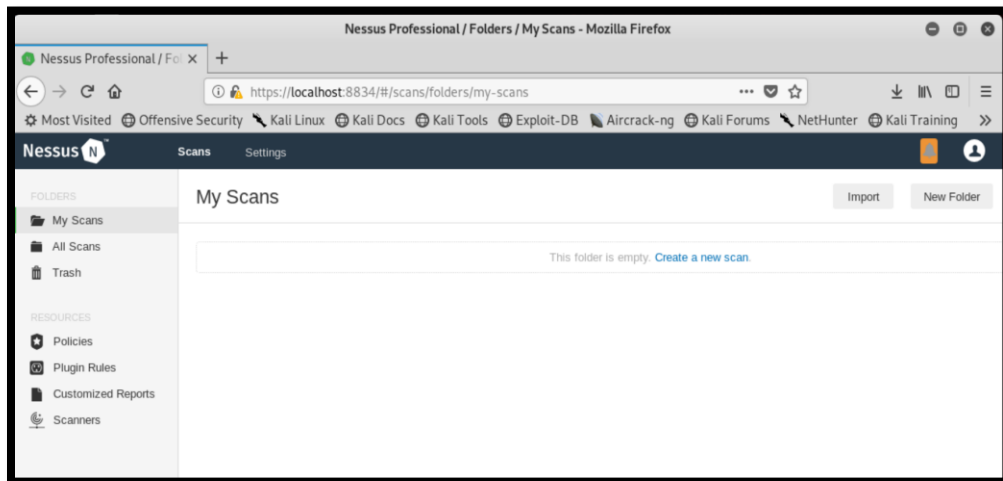 Nessus Professional / Folders / My Scans - Mozilla Firefox
Nessus Professional / Fol
https://localhost:8834/#/scans/folders/my-scans
Most Visited Offensive Security Kali Linux Kali Docs Kali Tools Exploit-DB Aircrack-ng Kali Forums NetHunter Kali Training
Nessus N Scans Settings
FOLDERS
My Scans
All Scans
Trash
RESOURCES
Policies
Plugin Rules
Customized Reports
Scanners
My Scans Import New Folder
This folder is empty. Create a new scan.